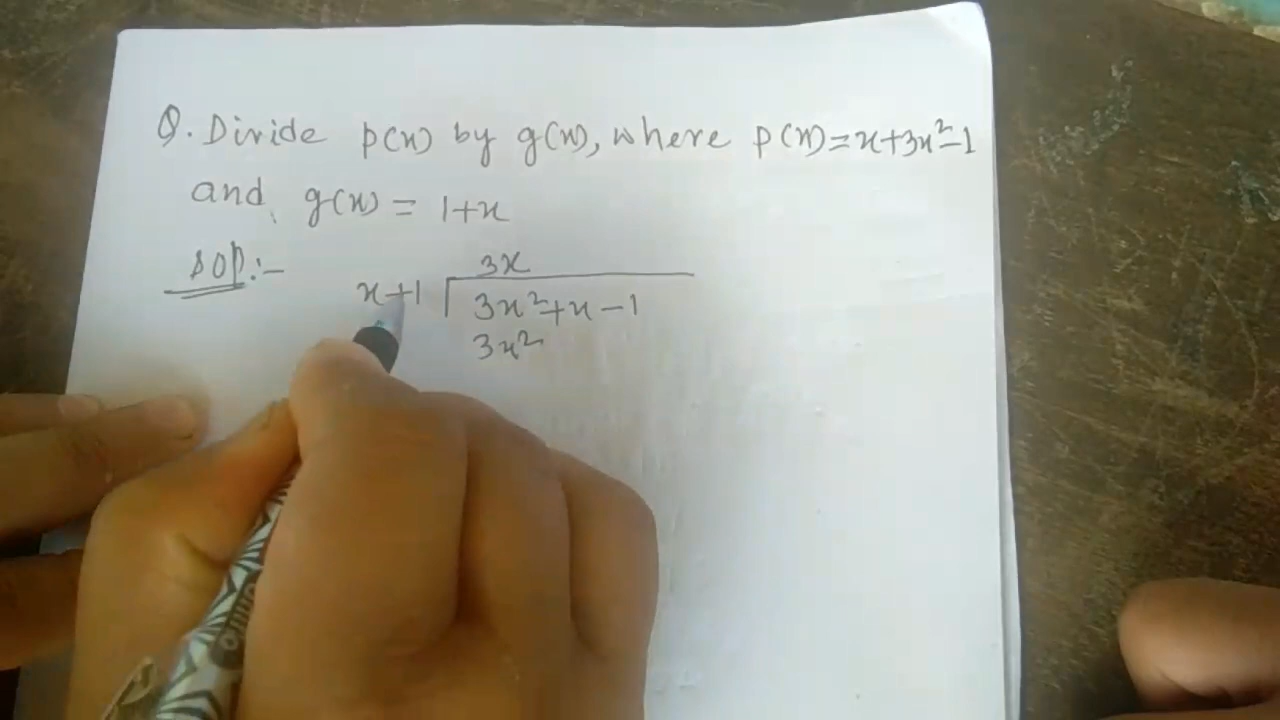 Q. Divide p(x) by g(x), where p(x)=x+3x²-1
and g(x) = 1+x
Sol:-
3x
x+1 3x²+x-1
3x²